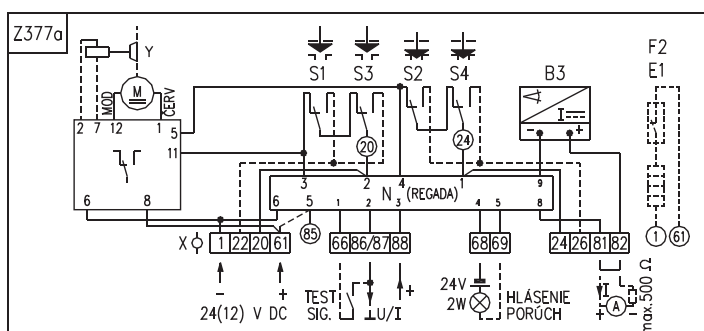 Z377a
Y
M
MOD
ČERV
2 7 12 1
5
11
6 8
S1 S3 S2 S4
B3
F2
E1
I
- +
20
24
3 2 4 1 9
N (REGADA)
6 5 1 2 3 4 5 8
85
X
1 22 20 61
66 86/87 88
68 69
24 26 81 82
1 61
- +
24(12) V DC
TEST
SIG.
U/I
+
24V
2W
HLÁSENIE
PORÚCH
I
+
A
max.500 Ω